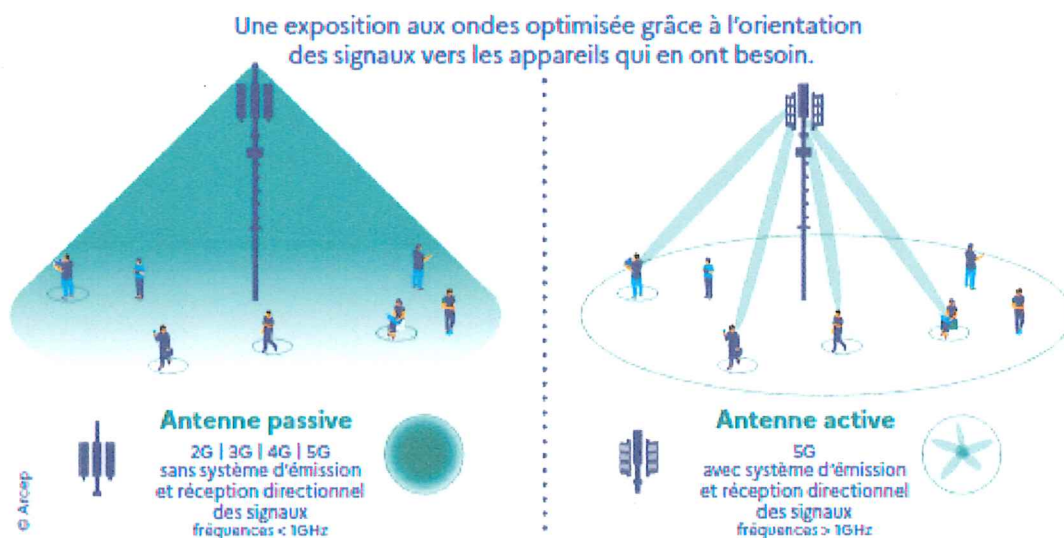 Une exposition aux ondes optimisée grâce à l'orientation
des signaux vers les appareils qui en ont besoin.
Antenne passive
2G | 3G | 4G | 5G
sans système d'émission
et réception directionnel
des signaux
fréquences < 1GHz
Antenne active
5G
avec système d'émission
et réception directionnel
des signaux
fréquences > 1GHz
© Arcep